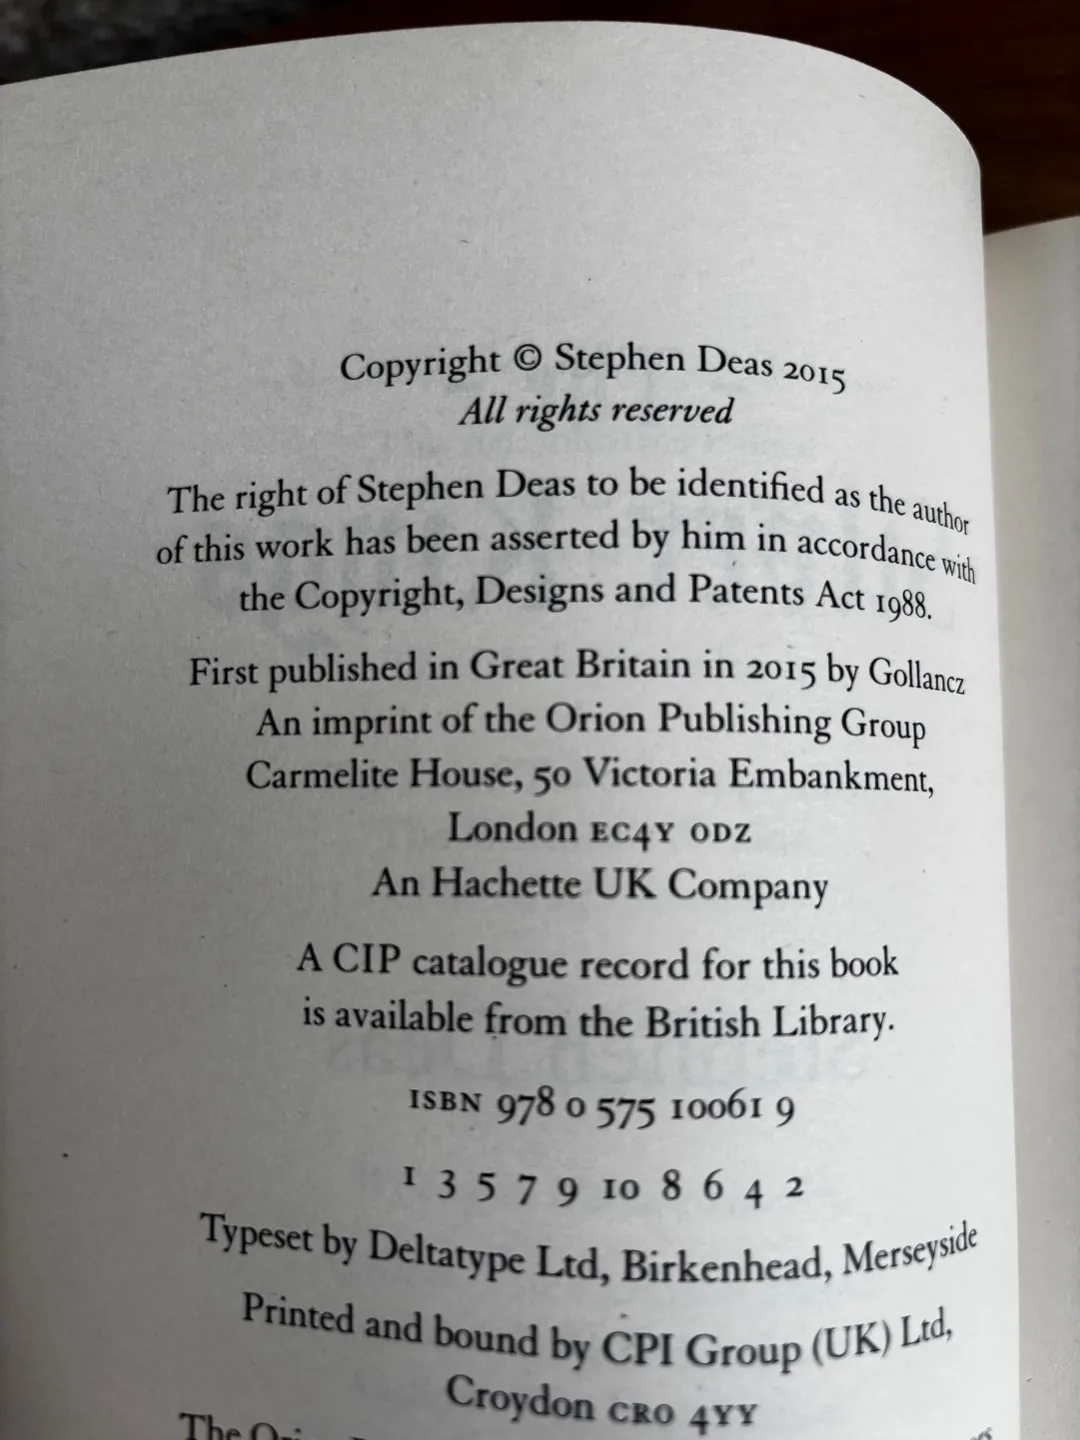 Copyright © Stephen Deas 2015
All rights reserved
The right of Stephen Deas to be identified as the author
of this work has been asserted by him in accordance with
the Copyright, Designs and Patents Act 1988.
First published in Great Britain in 2015 by Gollancz
An imprint of the Orion Publishing Group
Carmelite House, 50 Victoria Embankment,
London EC4Y 0DZ
An Hachette UK Company
A CIP catalogue record for this book
is available from the British Library.
ISBN 978 0 575 10061 9
1 3 5 7 9 10 8 6 4 2
Typeset by Deltatype Ltd, Birkenhead, Merseyside
Printed and bound by CPI Group (UK) Ltd,
Croydon CR0 4YY
The